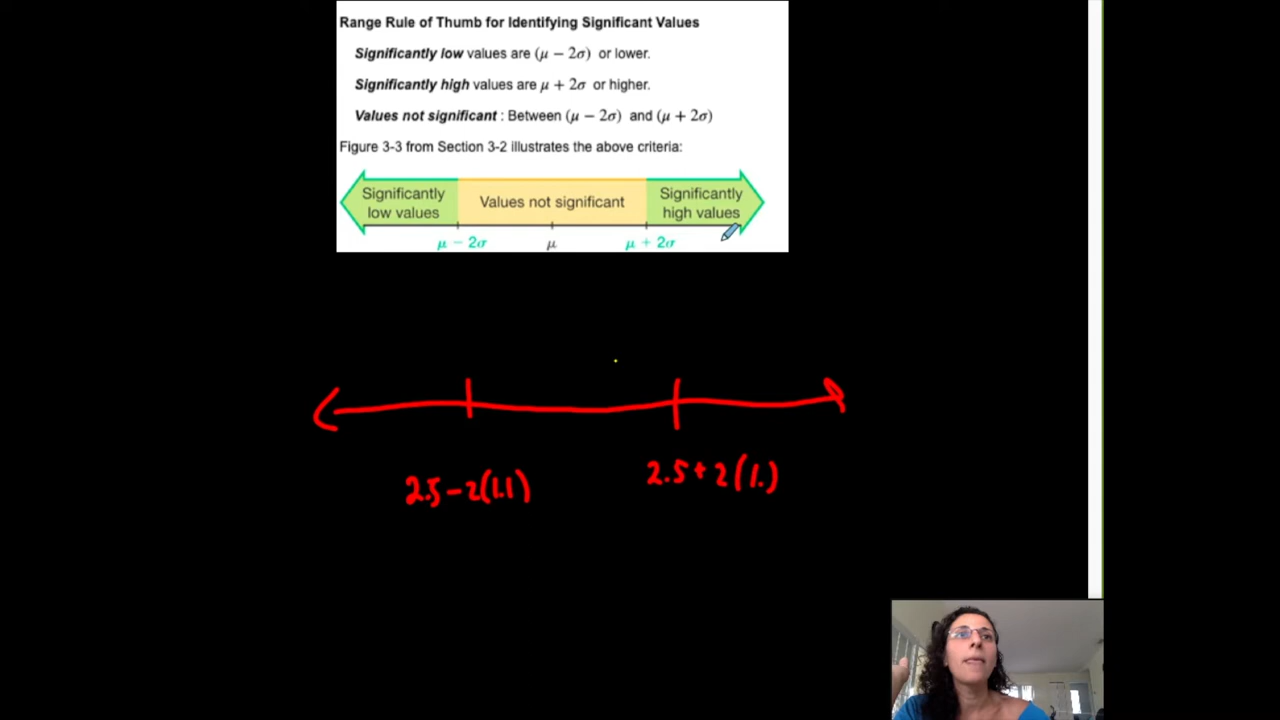 Range Rule of Thumb for Identifying Significant Values
Significantly low values are (μ − 2σ) or lower.
Significantly high values are μ + 2σ or higher.
Values not significant : Between (μ − 2σ) and (μ + 2σ)
Figure 3-3 from Section 3-2 illustrates the above criteria:
Significantly
low values
Values not significant
Significantly
high values
μ − 2σ
μ
μ + 2σ
2.5-2(1.1)
2.5+2(1.)